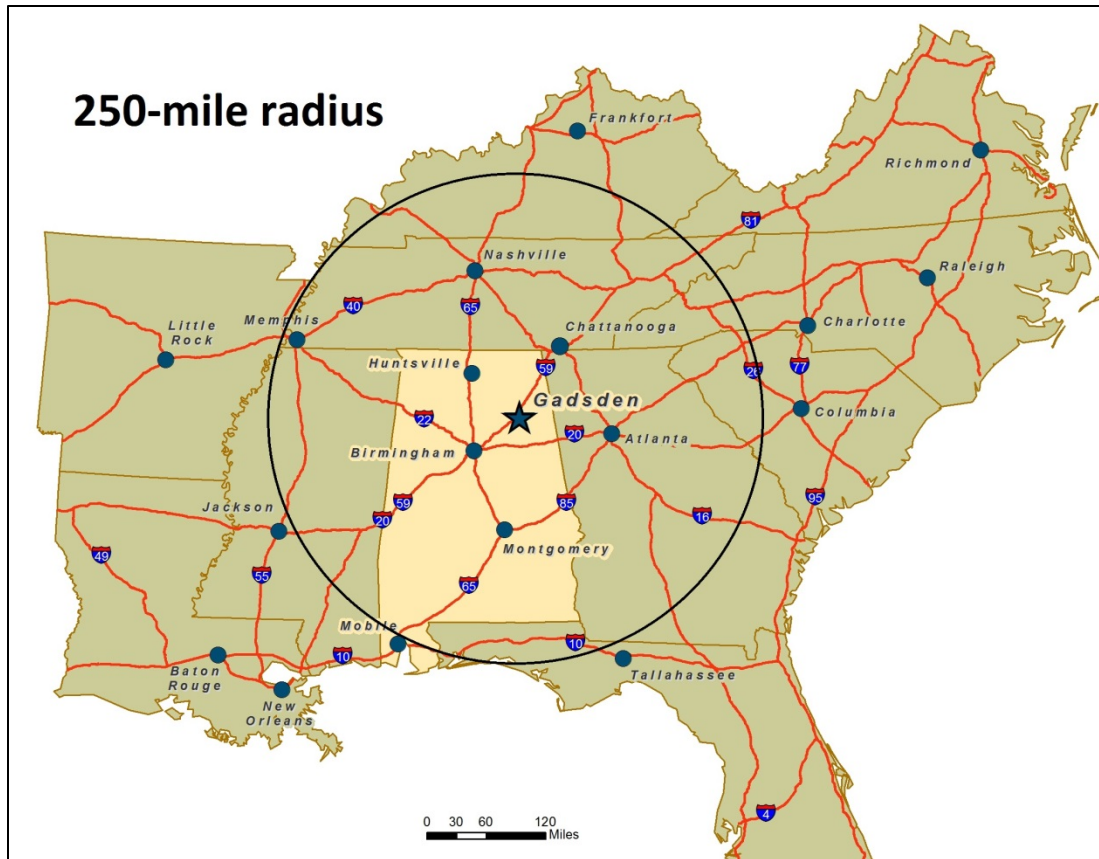 250-mile radius
Frankfort
Richmond
81
Nashville
Raleigh
40
65
Memphis
Little
Rock
Chattanooga
Charlotte
Huntsville
59
26
77
Gadsden
22
20
Atlanta
Columbia
Birmingham
59
85
95
Jackson
20
16
49
Montgomery
55
65
Mobile
10
10
Baton
Rouge
Tallahassee
New
Orleans
0 30 60 120
Miles
4